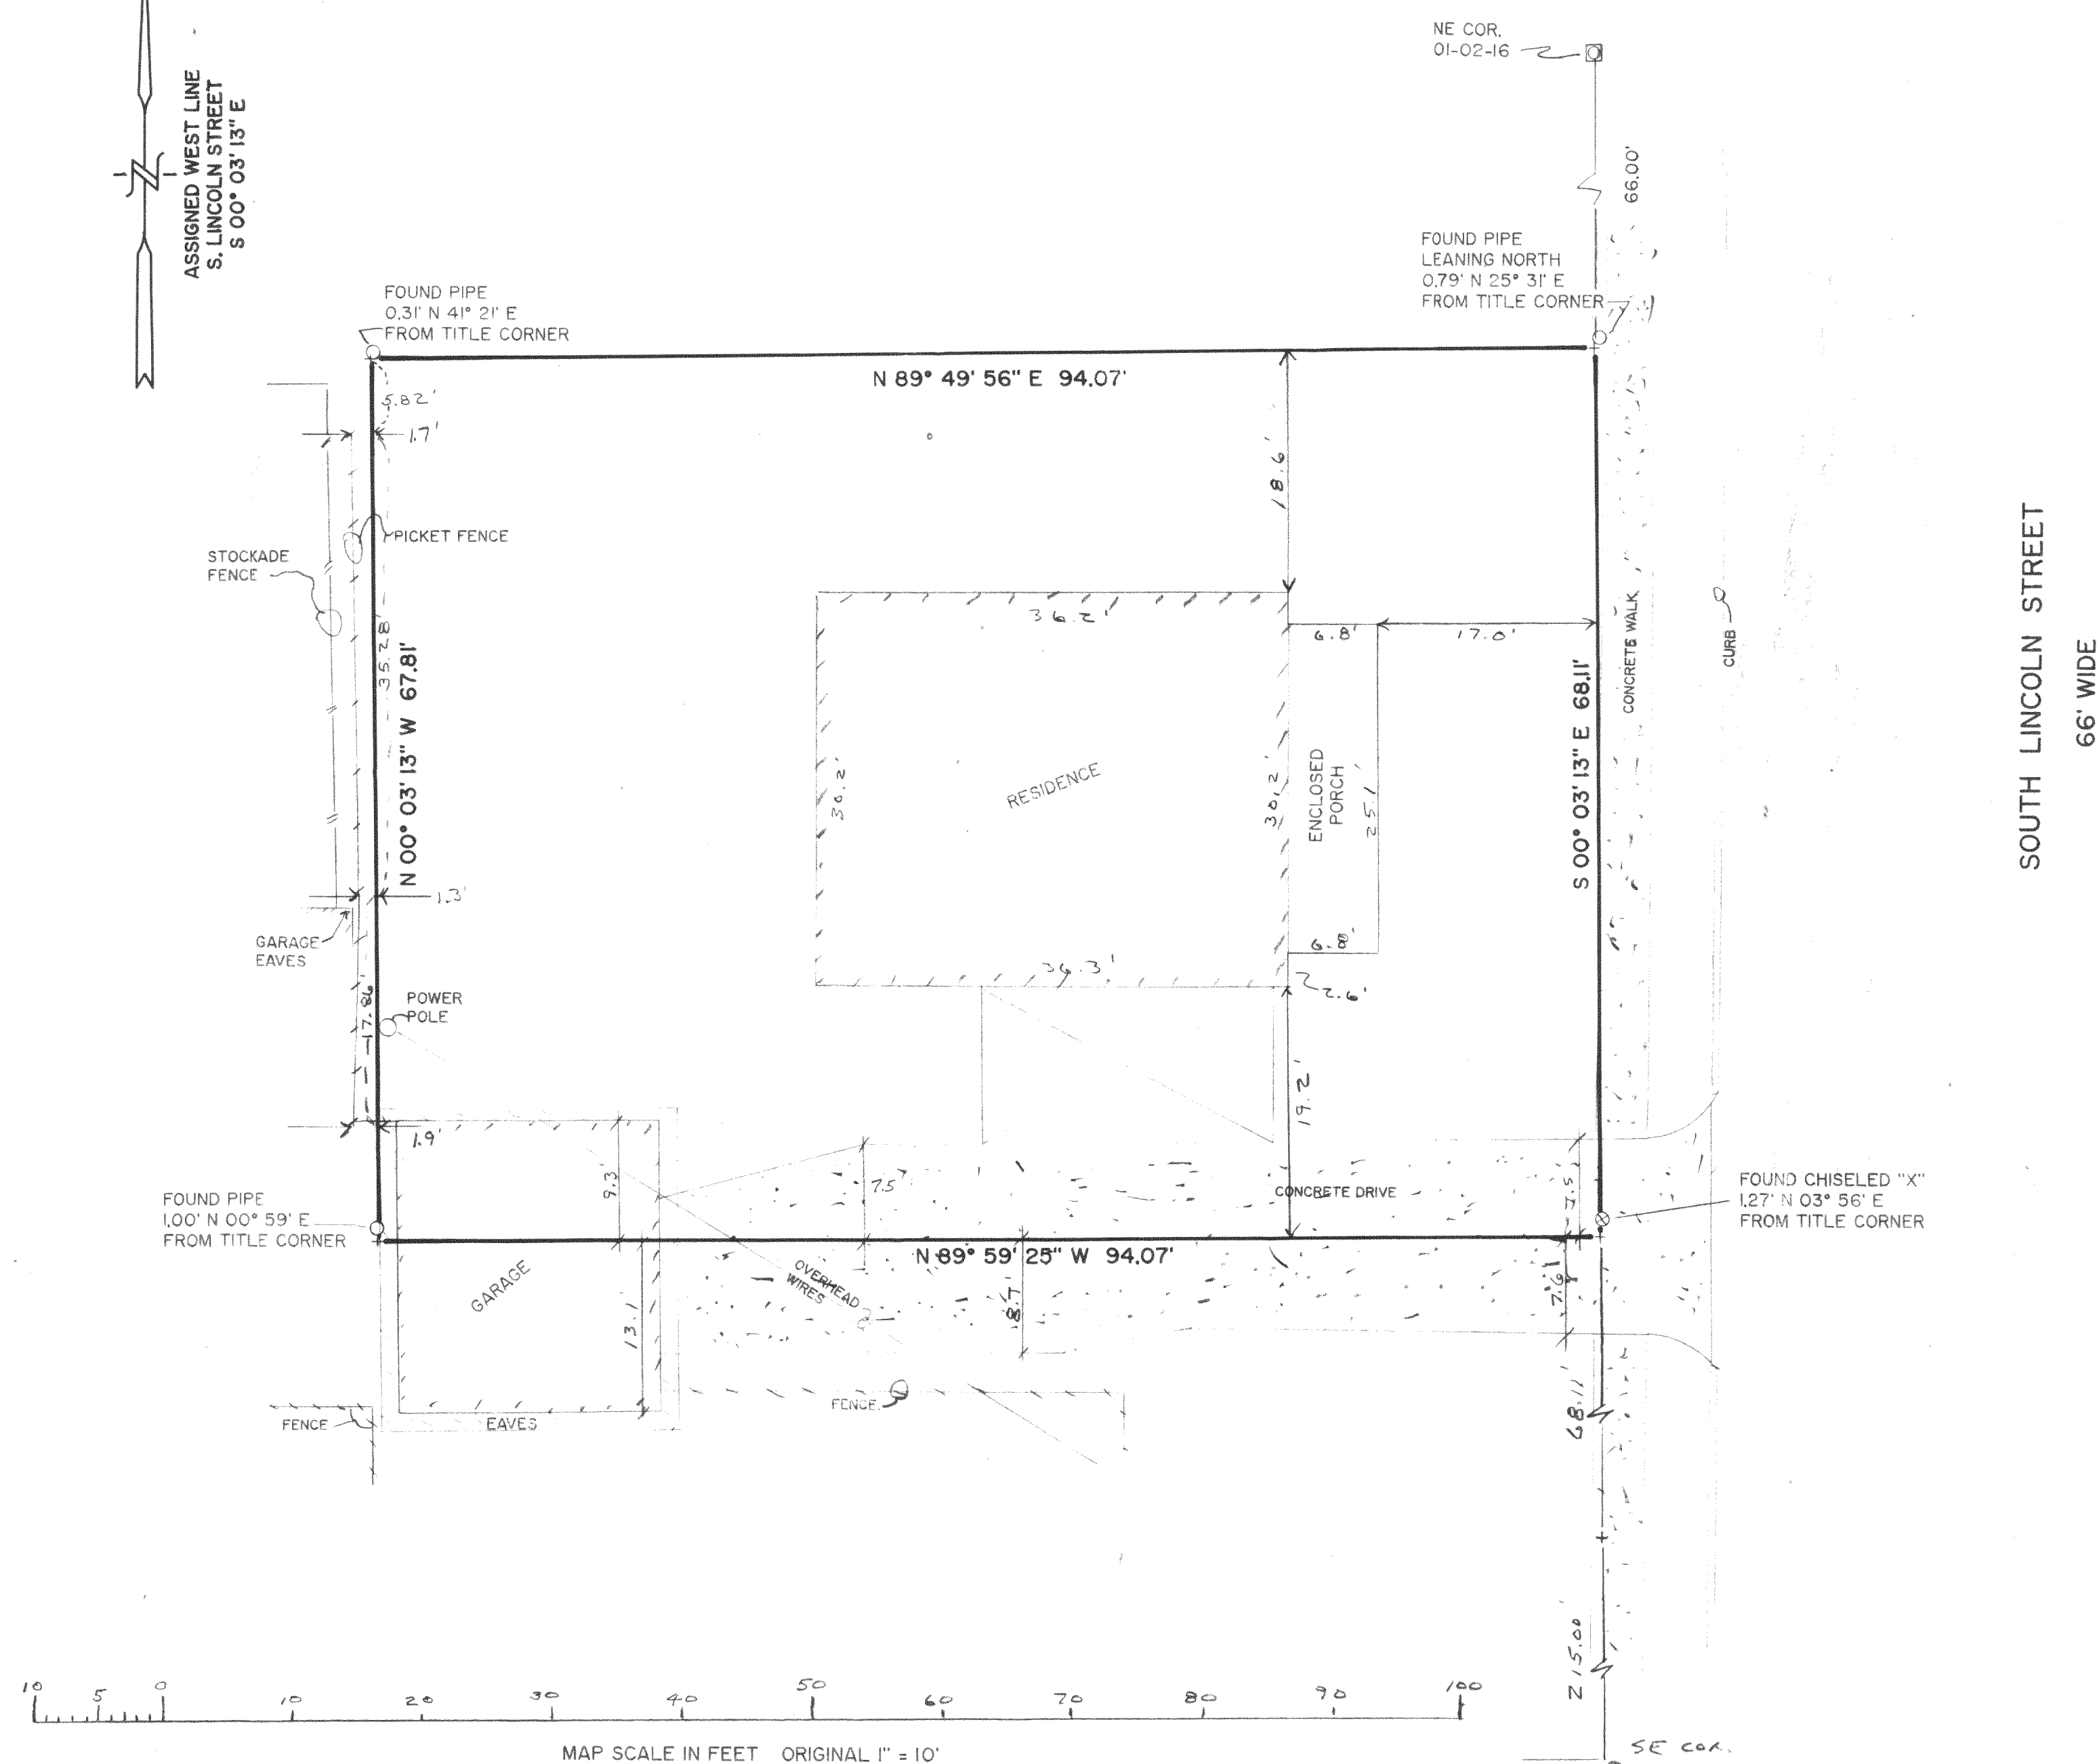 NE COR.
01-02-16
ASSIGNED WEST LINE
S. LINCOLN STREET
S 00° 03' 13" E
66.00'
FOUND PIPE
LEANING NORTH
0.79' N 25° 31' E
FROM TITLE CORNER
FOUND PIPE
0.31' N 41° 21' E
FROM TITLE CORNER
N 89° 49' 56" E 94.07'
5.82'
1.7'
18.6'
PICKET FENCE
STOCKADE
FENCE
36.2'
6.8'
17.0'
CONCRETE WALK
CURB
SOUTH LINCOLN STREET
66' WIDE
35.28'
N 00° 03' 13" W 67.81'
30.2'
RESIDENCE
30.2'
ENCLOSED
PORCH
25.1'
S 00° 03' 13" E 68.11'
1.3'
GARAGE
EAVES
6.8'
36.3'
2.6'
17.86'
POWER
POLE
19.2'
1.9'
9.3'
7.5'
CONCRETE DRIVE
7.5'
FOUND PIPE
1.00' N 00° 59' E
FROM TITLE CORNER
FOUND CHISELED "X"
1.27' N 03° 56' E
FROM TITLE CORNER
N 89° 59' 25" W 94.07'
GARAGE
OVERHEAD
WIRES
13.1'
8.7'
7.6'
FENCE
EAVES
FENCE
68.11'
215.00'
10 5 0 10 20 30 40 50 60 70 80 90 100
MAP SCALE IN FEET ORIGINAL 1" = 10'
SE COR.